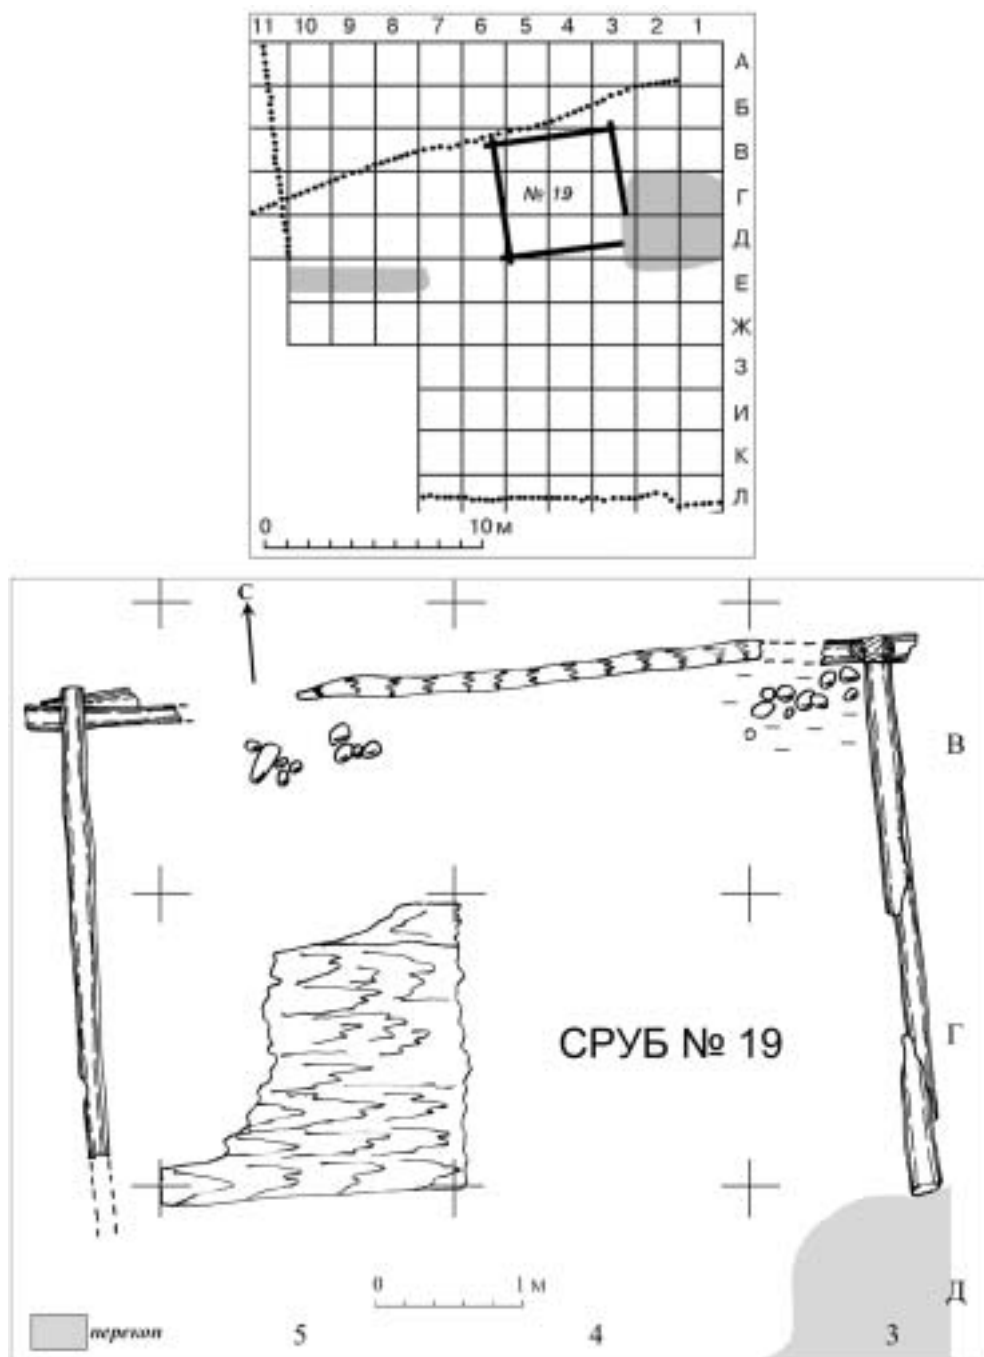 11 10 9 8 7 6 5 4 3 2 1
А
Б
В
№ 19
Г
Д
Е
Ж
З
И
К
Л
0 10 м
С
В
СРУБ № 19
Г
0 1 м
Д
перекоп 5 4 3